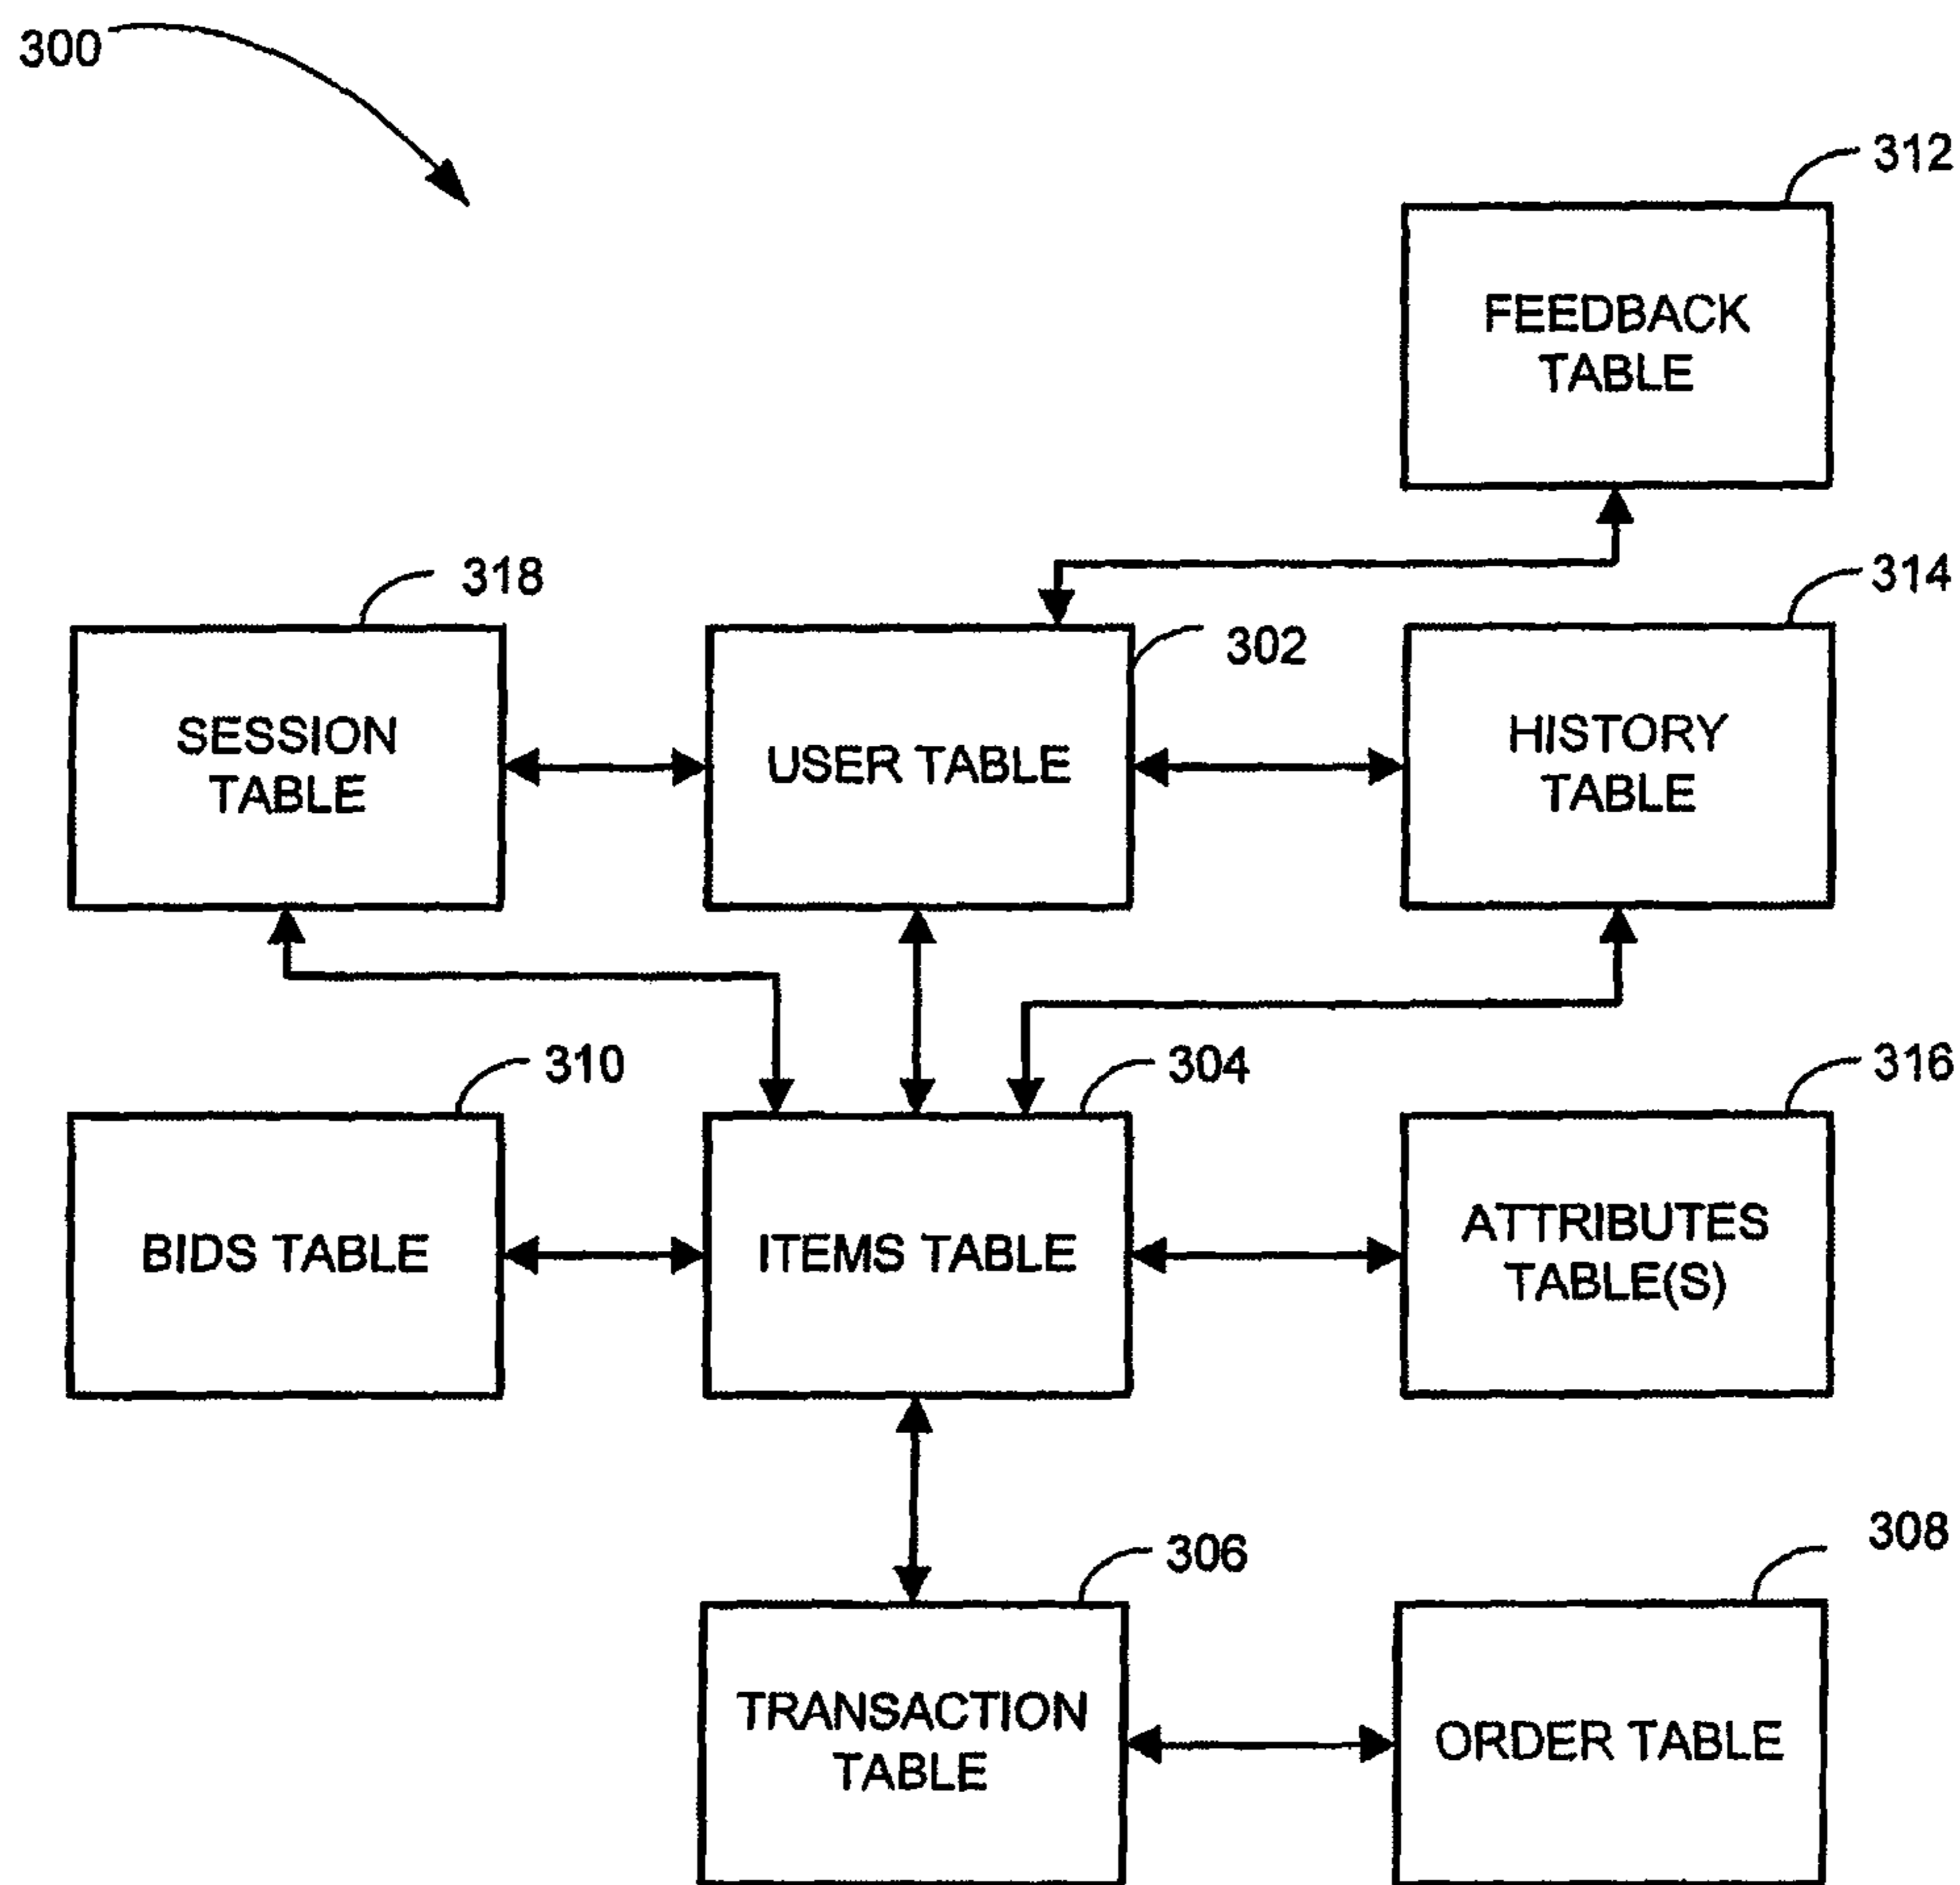 300
312
FEEDBACK
TABLE
318
302
314
SESSION
TABLE
USER TABLE
HISTORY
TABLE
310
304
316
BIDS TABLE
ITEMS TABLE
ATTRIBUTES
TABLE(S)
306
308
TRANSACTION
TABLE
ORDER TABLE